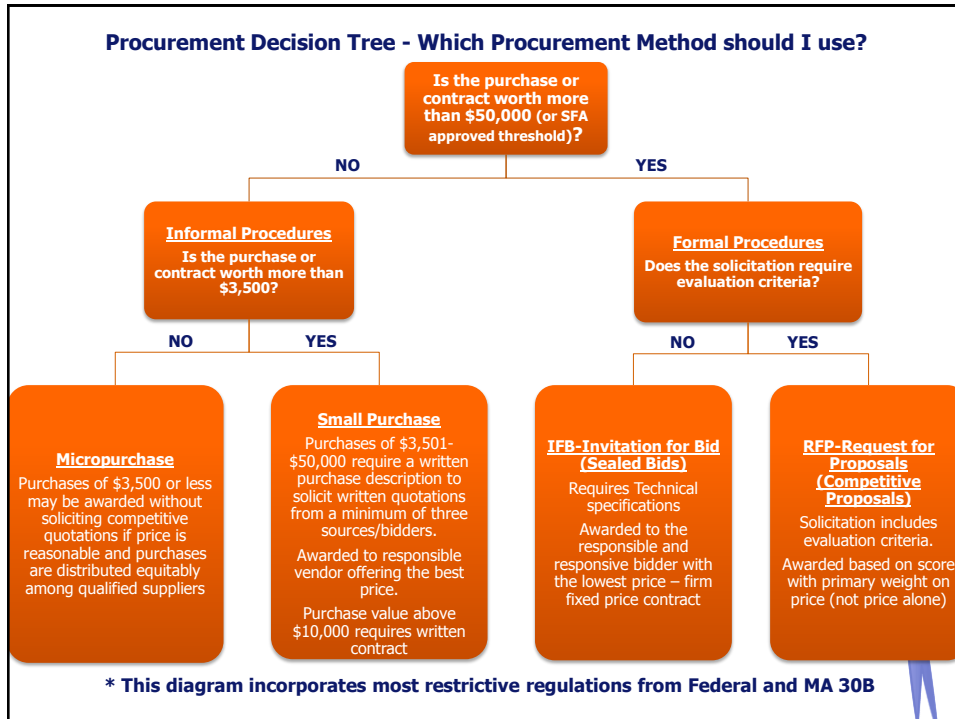 Procurement Decision Tree - Which Procurement Method should I use?
Is the purchase or
contract worth more
than $50,000 (or SFA
approved threshold)?
NO
YES
Informal Procedures
Is the purchase or
contract worth more than
$3,500?
Formal Procedures
Does the solicitation require
evaluation criteria?
NO
YES
NO
YES
Micropurchase
Purchases of $3,500 or less
may be awarded without
soliciting competitive
quotations if price is
reasonable and purchases
are distributed equitably
among qualified suppliers
Small Purchase
Purchases of $3,501-
$50,000 require a written
purchase description to
solicit written quotations
from a minimum of three
sources/bidders.
Awarded to responsible
vendor offering the best
price.
Purchase value above
$10,000 requires written
contract
IFB-Invitation for Bid
(Sealed Bids)
Requires Technical
specifications
Awarded to the
responsible and
responsive bidder with
the lowest price – firm
fixed price contract
RFP-Request for
Proposals
(Competitive
Proposals)
Solicitation includes
evaluation criteria.
Awarded based on score
with primary weight on
price (not price alone)
* This diagram incorporates most restrictive regulations from Federal and MA 30B